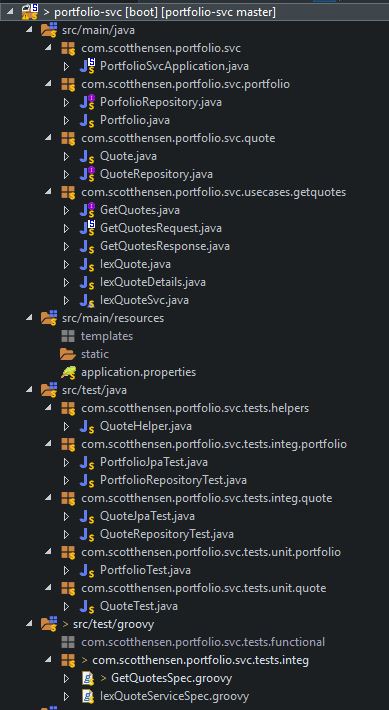 > portfolio-svc [boot] [portfolio-svc master]
src/main/java
com.scotthensen.portfolio.svc
PortfolioSvcApplication.java
com.scotthensen.portfolio.svc.portfolio
PorfolioRepository.java
Portfolio.java
com.scotthensen.portfolio.svc.quote
Quote.java
QuoteRepository.java
com.scotthensen.portfolio.svc.usecases.getquotes
GetQuotes.java
GetQuotesRequest.java
GetQuotesResponse.java
IexQuote.java
IexQuoteDetails.java
IexQuoteSvc.java
src/main/resources
templates
static
application.properties
src/test/java
com.scotthensen.portfolio.svc.tests.helpers
QuoteHelper.java
com.scotthensen.portfolio.svc.tests.integ.portfolio
PortfolioJpaTest.java
PortfolioRepositoryTest.java
com.scotthensen.portfolio.svc.tests.integ.quote
QuoteJpaTest.java
QuoteRepositoryTest.java
com.scotthensen.portfolio.svc.tests.unit.portfolio
PortfolioTest.java
com.scotthensen.portfolio.svc.tests.unit.quote
QuoteTest.java
> src/test/groovy
com.scotthensen.portfolio.svc.tests.functional
> com.scotthensen.portfolio.svc.tests.integ
> GetQuotesSpec.groovy
IexQuoteServiceSpec.groovy